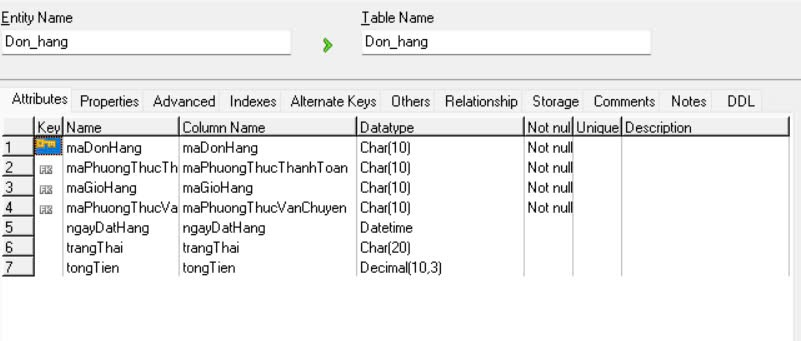 Entity Name Table Name
Don_hang Don_hang
Attributes Properties Advanced Indexes Alternate Keys Others Relationship Storage Comments Notes DDL
Key Name Column Name Datatype Not nul Unique Description
1 maDonHang maDonHang Char(10) Not null
2 maPhuongThucTh maPhuongThucThanhToan Char(10) Not null
3 maGioHang maGioHang Char(10) Not null
4 maPhuongThucVa maPhuongThucVanChuyen Char(10) Not null
5 ngayDatHang ngayDatHang Datetime
6 trangThai trangThai Char(20)
7 tongTien tongTien Decimal(10,3)